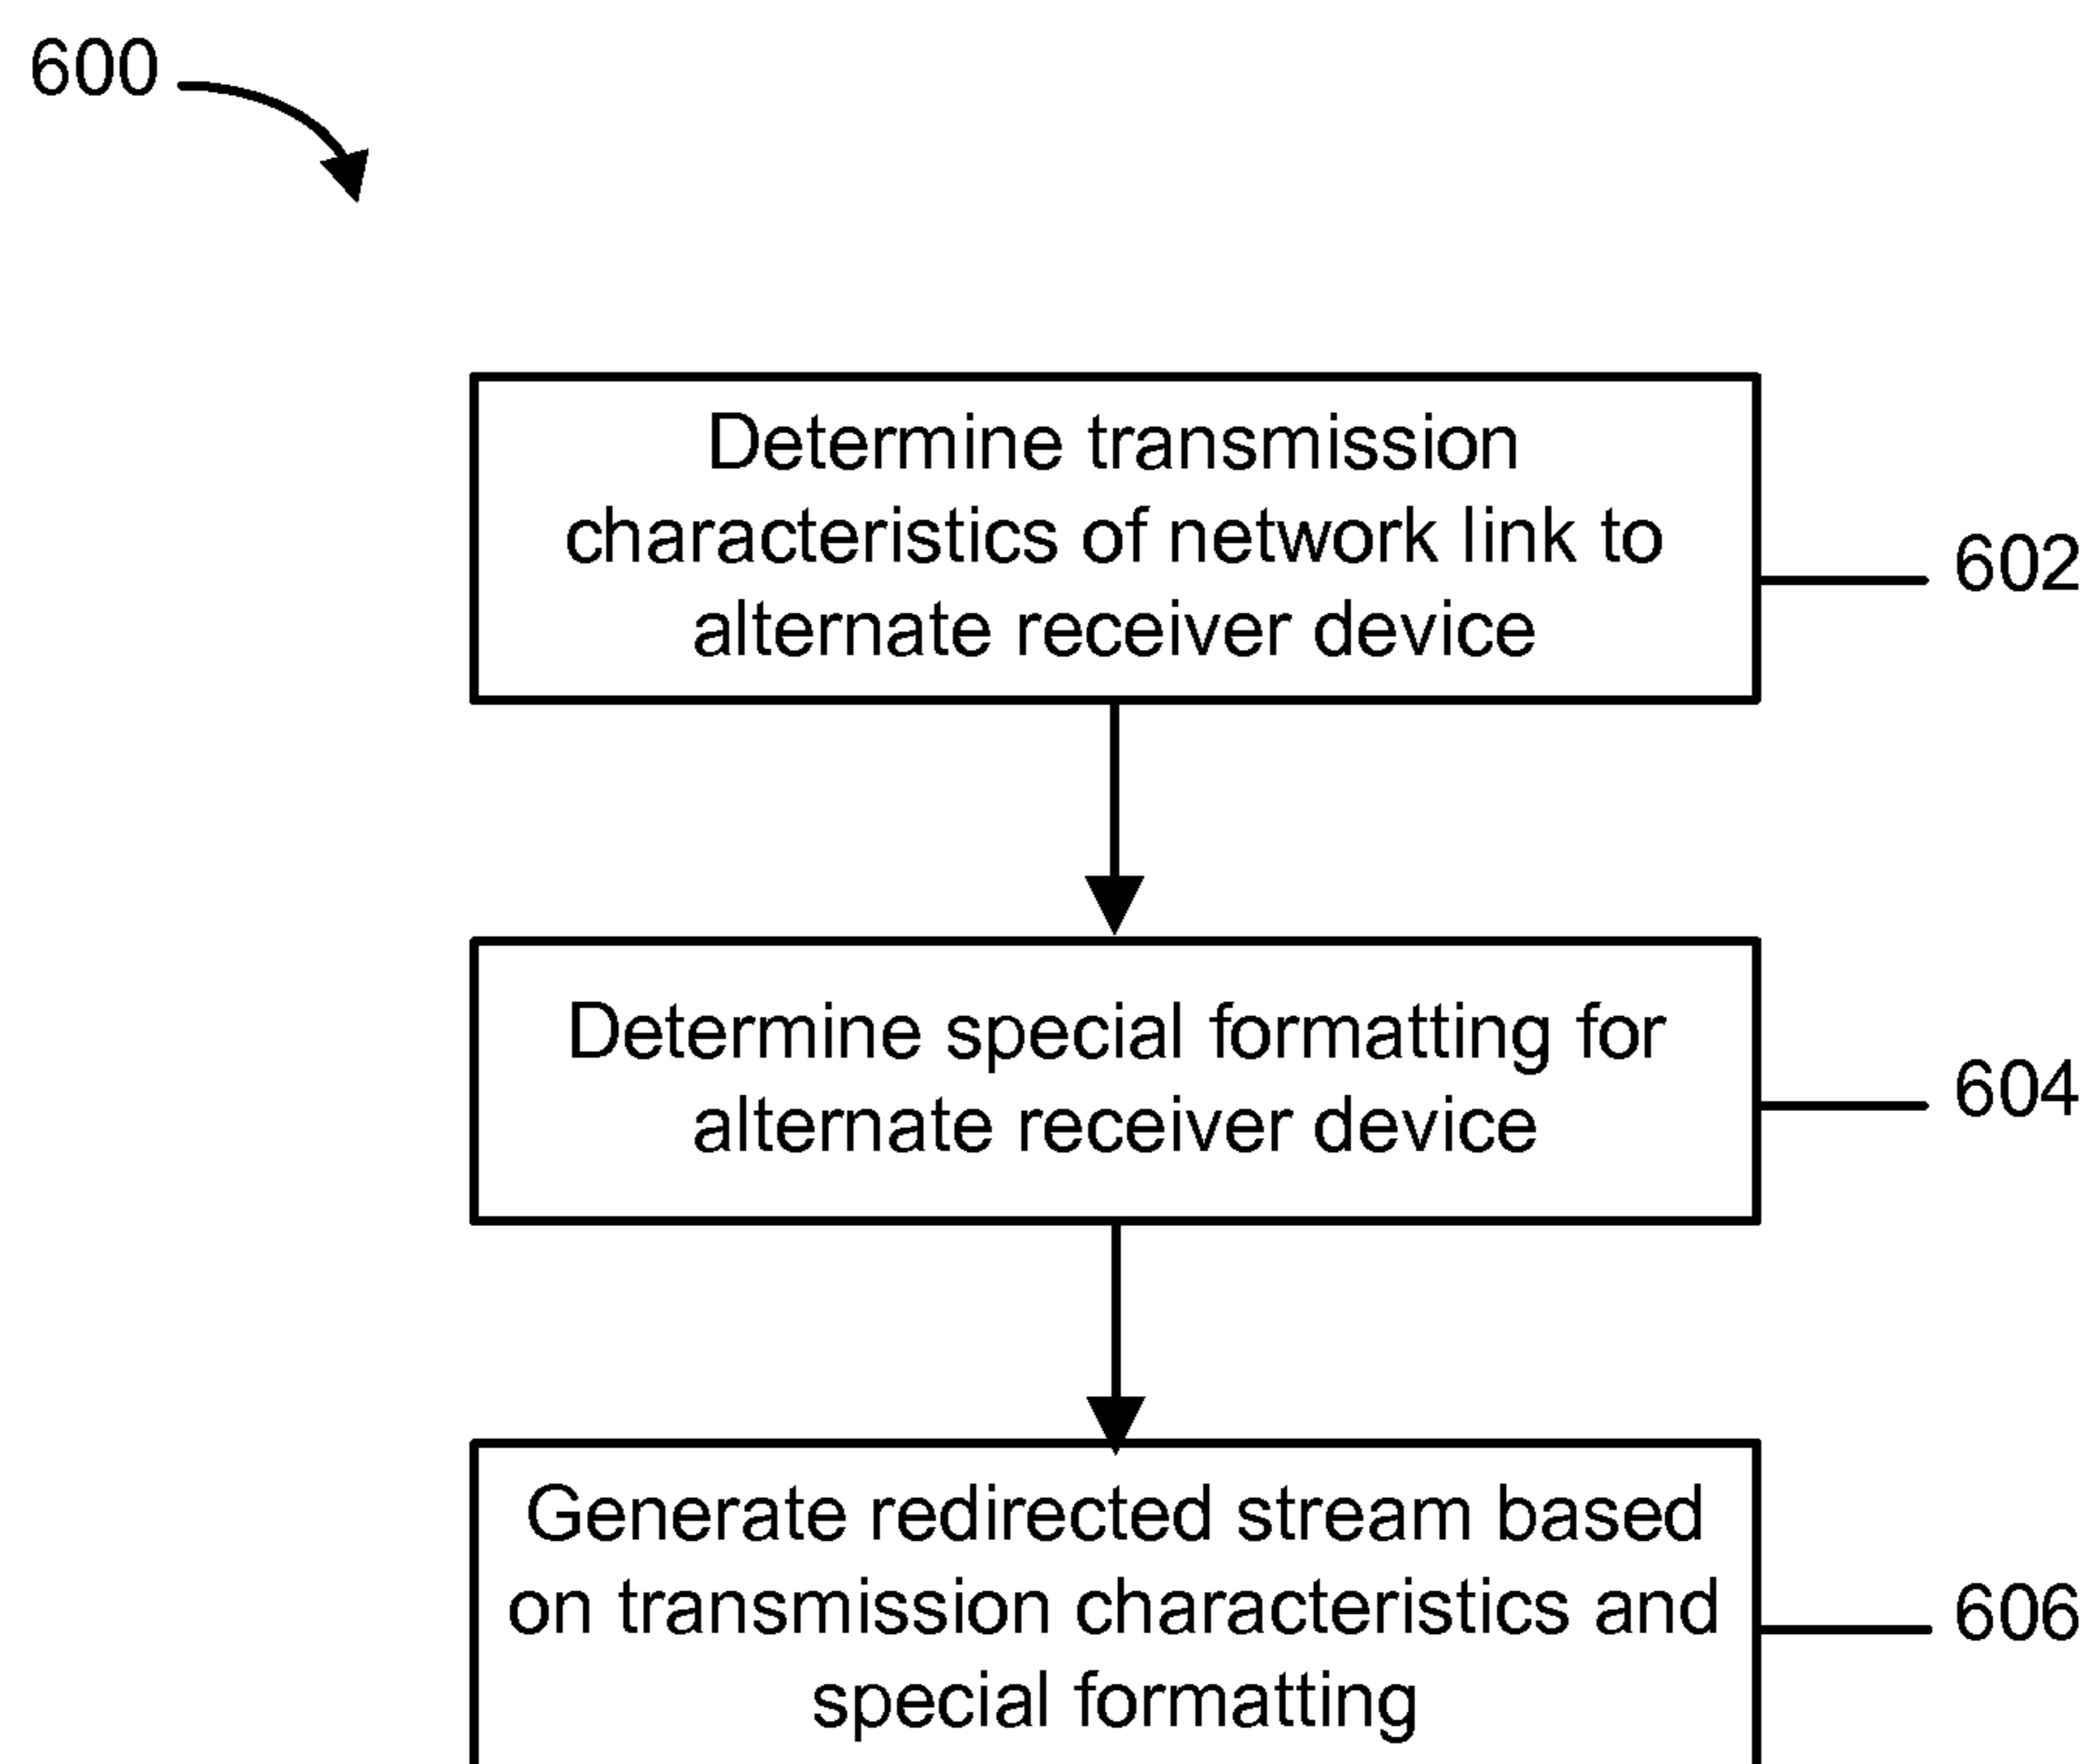 600
Determine transmission
characteristics of network link to
alternate receiver device
602
Determine special formatting for
alternate receiver device
604
Generate redirected stream based
on transmission characteristics and
special formatting
606